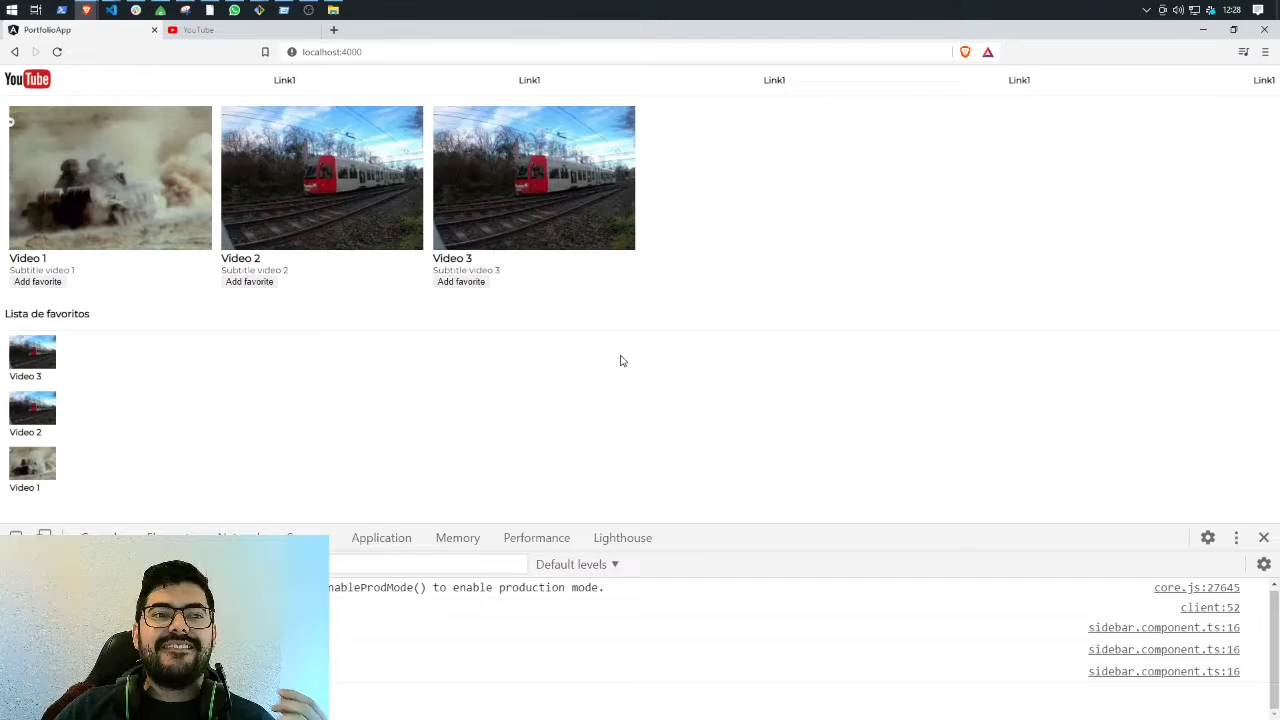 12:28
PortfolioApp
YouTube
localhost:4000
YouTube
Link1
Link1
Link1
Link1
Link1
Video 1
Subtitle video 1
Add favorite
Video 2
Subtitle video 2
Add favorite
Video 3
Subtitle video 3
Add favorite
Lista de favoritos
Video 3
Video 2
Video 1
Application
Memory
Performance
Lighthouse
Default levels ▼
nableProdMode() to enable production mode.
core.js:27645
client:52
sidebar.component.ts:16
sidebar.component.ts:16
sidebar.component.ts:16